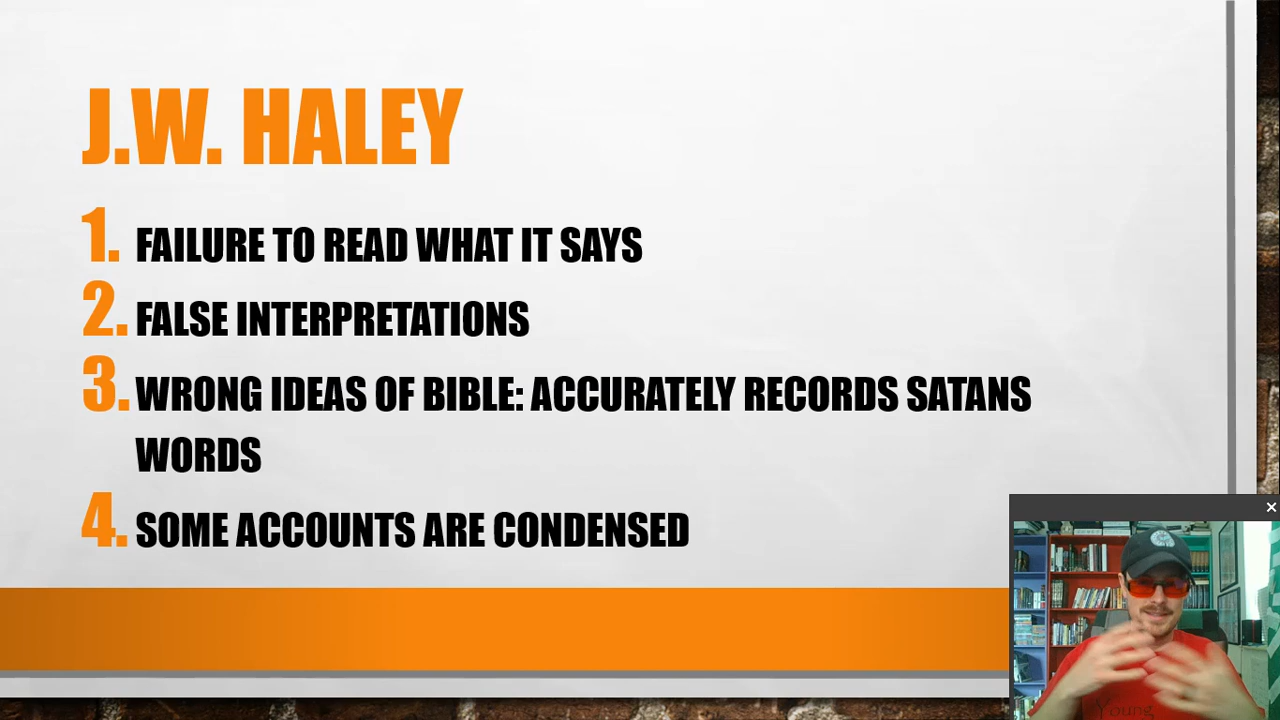 J.W. HALEY
1. FAILURE TO READ WHAT IT SAYS
2. FALSE INTERPRETATIONS
3. WRONG IDEAS OF BIBLE: ACCURATELY RECORDS SATANS
WORDS
4. SOME ACCOUNTS ARE CONDENSED
Young